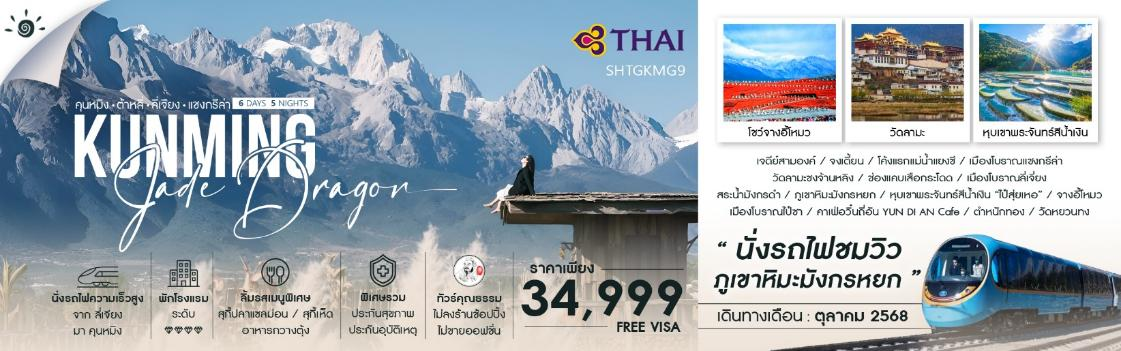 THAI
SHTGKMG9
คุนหมิง • ต้าหลี่ • ลี่เจียง • แชงกรีล่า 6 DAYS 5 NIGHTS
KUNMING
Jade Dragon
นั่งรถไฟความเร็วสูง
จาก ลี่เจียง
มา คุนหมิง
พักโรงแรม
ระดับ
ลิ้มรสเมนูพิเศษ
สุกี้ปลาแซลมอน / สุกี้เห็ด
อาหารกวางตุ้ง
พิเศษรวม
ประกันสุขภาพ
ประกันอุบัติเหตุ
ทัวร์คุณธรรม
ไม่ลงร้านช้อปปิ้ง
ไม่ขายออฟชั่น
ราคาเพียง
34,999
FREE VISA
โชว์จางอี้โหมว
วัดลามะ
หุบเขาพระจันทร์สีน้ำเงิน
เจดีย์สามองค์ / จงเตี้ยน / โค้งแรกแม่น้ำแยงซี / เมืองโบราณแชงกรีล่า
วัดลามะซงจ้านหลิง / ช่องแคบเสือกระโดด / เมืองโบราณลี่เจียง
สระน้ำมังกรดำ / ภูเขาหิมะมังกรหยก / หุบเขาพระจันทร์สีน้ำเงิน "ไป๋สุ่ยเหอ" / จางอี้โหมว
เมืองโบราณไป๋ซา / คาเฟ่อวิ๋นตี้อัน YUN DI AN Cafe / ตำหนักทอง / วัดหยวนทง
“ นั่งรถไฟชมวิว
ภูเขาหิมะมังกรหยก ”
เดินทางเดือน : ตุลาคม 2568